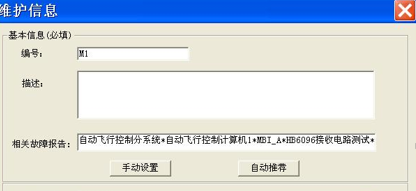 维护信息
基本信息(必填)
编号: M1
描述:
相关故障报告: 自动飞行控制分系统*自动飞行控制计算机1*MBI_A*HB6096接收电路测试*
手动设置 自动推荐